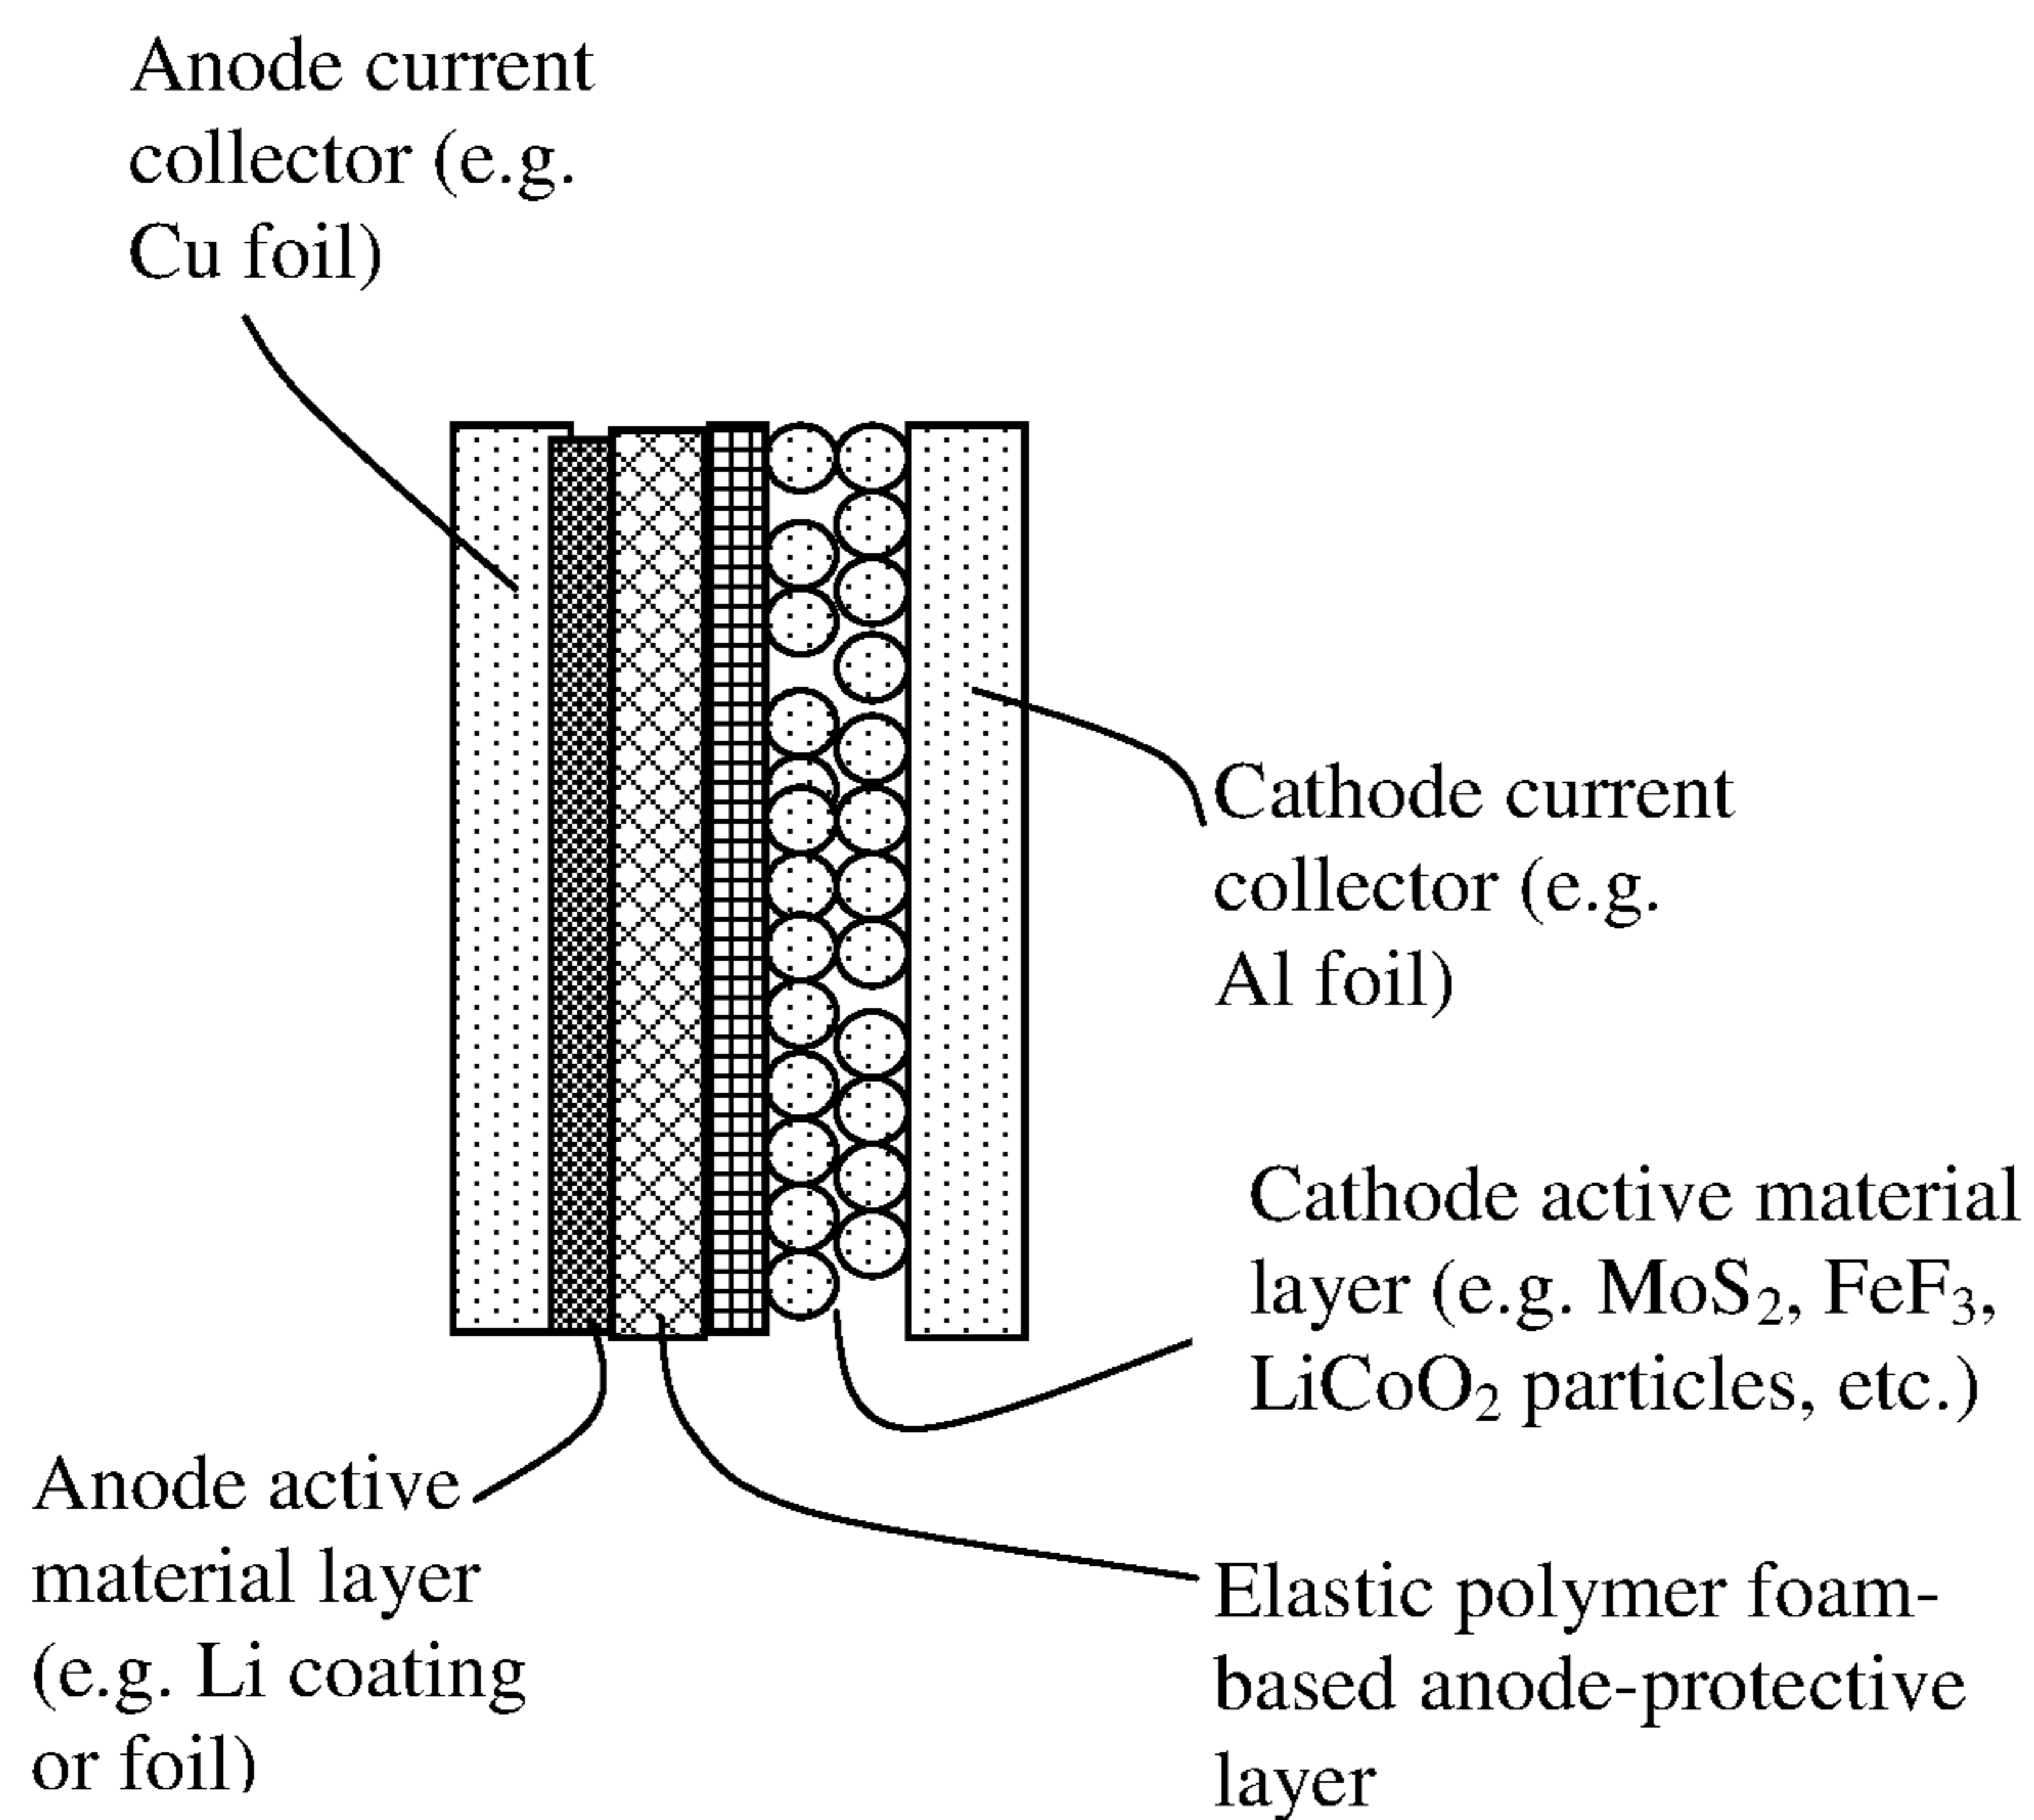 Anode current
collector (e.g.
Cu foil)
Cathode current
collector (e.g.
Al foil)
Cathode active material
layer (e.g. MoS₂, FeF₃,
LiCoO₂ particles, etc.)
Anode active
material layer
(e.g. Li coating
or foil)
Elastic polymer foam-
based anode-protective
layer